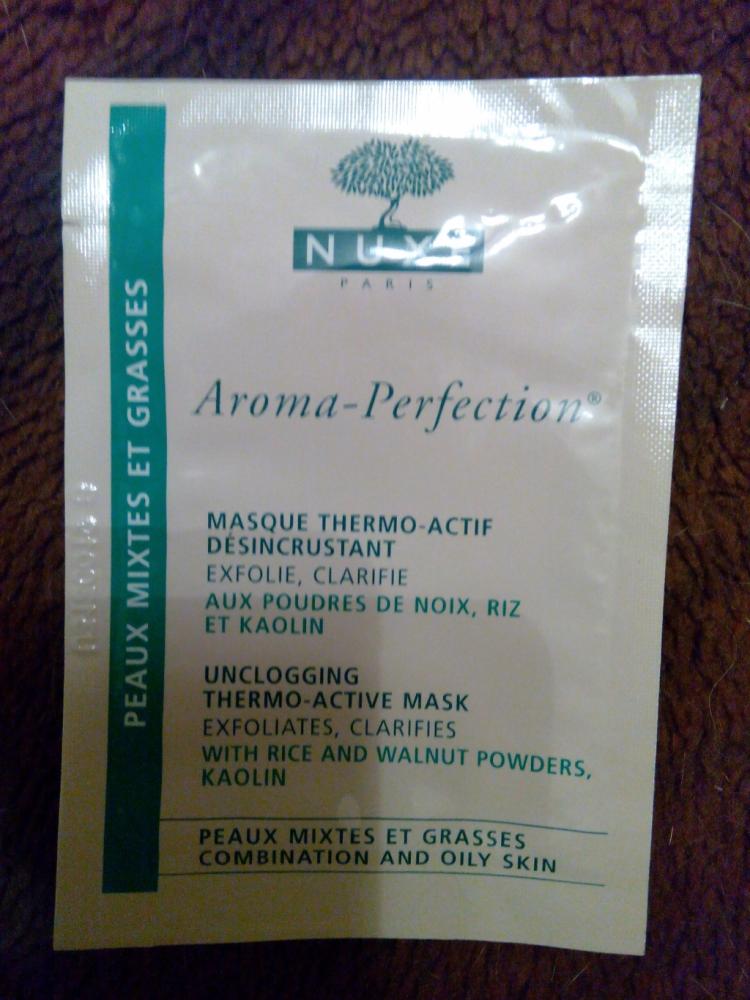 NUXE
PARIS
Aroma-Perfection®
PEAUX MIXTES ET GRASSES
MASQUE THERMO-ACTIF
DÉSINCRUSTANT
EXFOLIE, CLARIFIE
AUX POUDRES DE NOIX, RIZ
ET KAOLIN
UNCLOGGING
THERMO-ACTIVE MASK
EXFOLIATES, CLARIFIES
WITH RICE AND WALNUT POWDERS,
KAOLIN
PEAUX MIXTES ET GRASSES
COMBINATION AND OILY SKIN